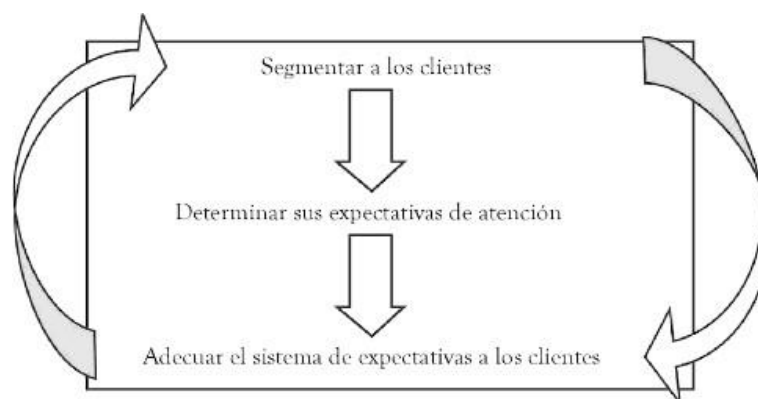 Segmentar a los clientes
Determinar sus expectativas de atención
Adecuar el sistema de expectativas a los clientes